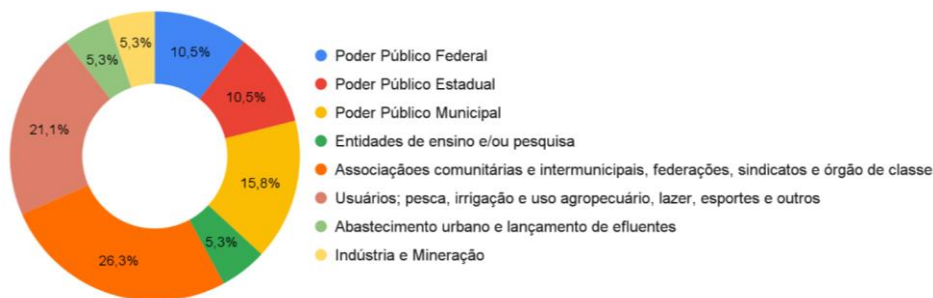 5,3%
10,5%
5,3%
10,5%
21,1%
15,8%
5,3%
26,3%
Poder Público Federal
Poder Público Estadual
Poder Público Municipal
Entidades de ensino e/ou pesquisa
Associaçãoes comunitárias e intermunicipais, federações, sindicatos e órgão de classe
Usuários; pesca, irrigação e uso agropecuário, lazer, esportes e outros
Abastecimento urbano e lançamento de efluentes
Indústria e Mineração